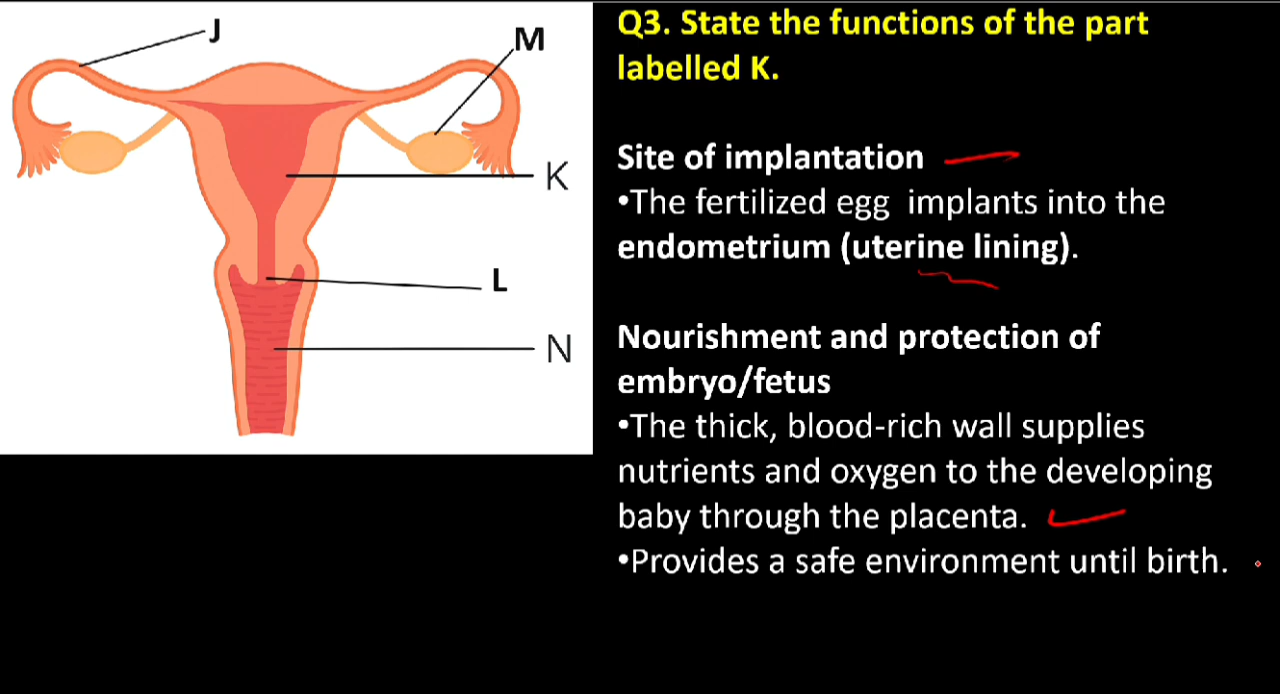 J
M
K
L
N
Q3. State the functions of the part
labelled K.
Site of implantation
•The fertilized egg implants into the
endometrium (uterine lining).
Nourishment and protection of
embryo/fetus
•The thick, blood-rich wall supplies
nutrients and oxygen to the developing
baby through the placenta.
•Provides a safe environment until birth.